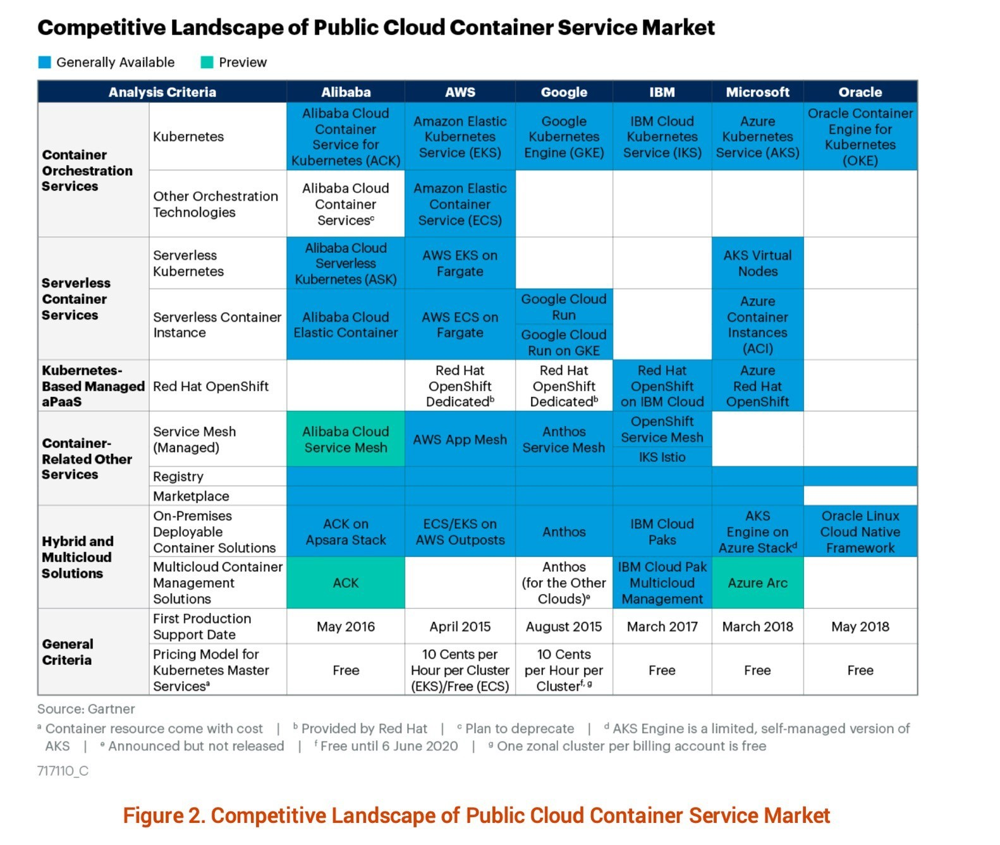 Competitive Landscape of Public Cloud Container Service Market
Generally Available
Preview
Analysis Criteria
Alibaba
AWS
Google
IBM
Microsoft
Oracle
Container
Orchestration
Services
Kubernetes
Alibaba Cloud
Container
Service for
Kubernetes (ACK)
Amazon Elastic
Kubernetes
Service (EKS)
Google
Kubernetes
Engine (GKE)
IBM Cloud
Kubernetes
Service (IKS)
Azure
Kubernetes
Service (AKS)
Oracle Container
Engine for
Kubernetes
(OKE)
Other Orchestration
Technologies
Alibaba Cloud
Container
Servicesᶜ
Amazon Elastic
Container
Service (ECS)
Serverless
Container
Services
Serverless
Kubernetes
Alibaba Cloud
Serverless
Kubernetes (ASK)
AWS EKS on
Fargate
AKS Virtual
Nodes
Serverless Container
Instance
Alibaba Cloud
Elastic Container
AWS ECS on
Fargate
Google Cloud
Run
Google Cloud
Run on GKE
Azure
Container
Instances
(ACI)
Kubernetes-
Based Managed
aPaaS
Red Hat OpenShift
Red Hat
OpenShift
Dedicatedᵇ
Red Hat
OpenShift
Dedicatedᵇ
Red Hat
OpenShift
on IBM Cloud
Azure
Red Hat
OpenShift
Container-
Related Other
Services
Service Mesh
(Managed)
Alibaba Cloud
Service Mesh
AWS App Mesh
Anthos
Service Mesh
OpenShift
Service Mesh
IKS Istio
Registry
Marketplace
Hybrid and
Multicloud
Solutions
On-Premises
Deployable
Container Solutions
ACK on
Apsara Stack
ECS/EKS on
AWS Outposts
Anthos
IBM Cloud
Paks
AKS
Engine on
Azure Stackᵈ
Oracle Linux
Cloud Native
Framework
Multicloud Container
Management
Solutions
ACK
Anthos
(for the Other
Clouds)ᵉ
IBM Cloud Pak
Multicloud
Management
Azure Arc
General
Criteria
First Production
Support Date
May 2016
April 2015
August 2015
March 2017
March 2018
May 2018
Pricing Model for
Kubernetes Master
Servicesᵃ
Free
10 Cents per
Hour per Cluster
(EKS)/Free (ECS)
10 Cents
per Hour per
Clusterᶠ, ᵍ
Free
Free
Free
Source: Gartner
ᵃ Container resource come with cost | ᵇ Provided by Red Hat | ᶜ Plan to deprecate | ᵈ AKS Engine is a limited, self-managed version of
AKS | ᵉ Announced but not released | ᶠ Free until 6 June 2020 | ᵍ One zonal cluster per billing account is free
717110_C
Figure 2. Competitive Landscape of Public Cloud Container Service Market